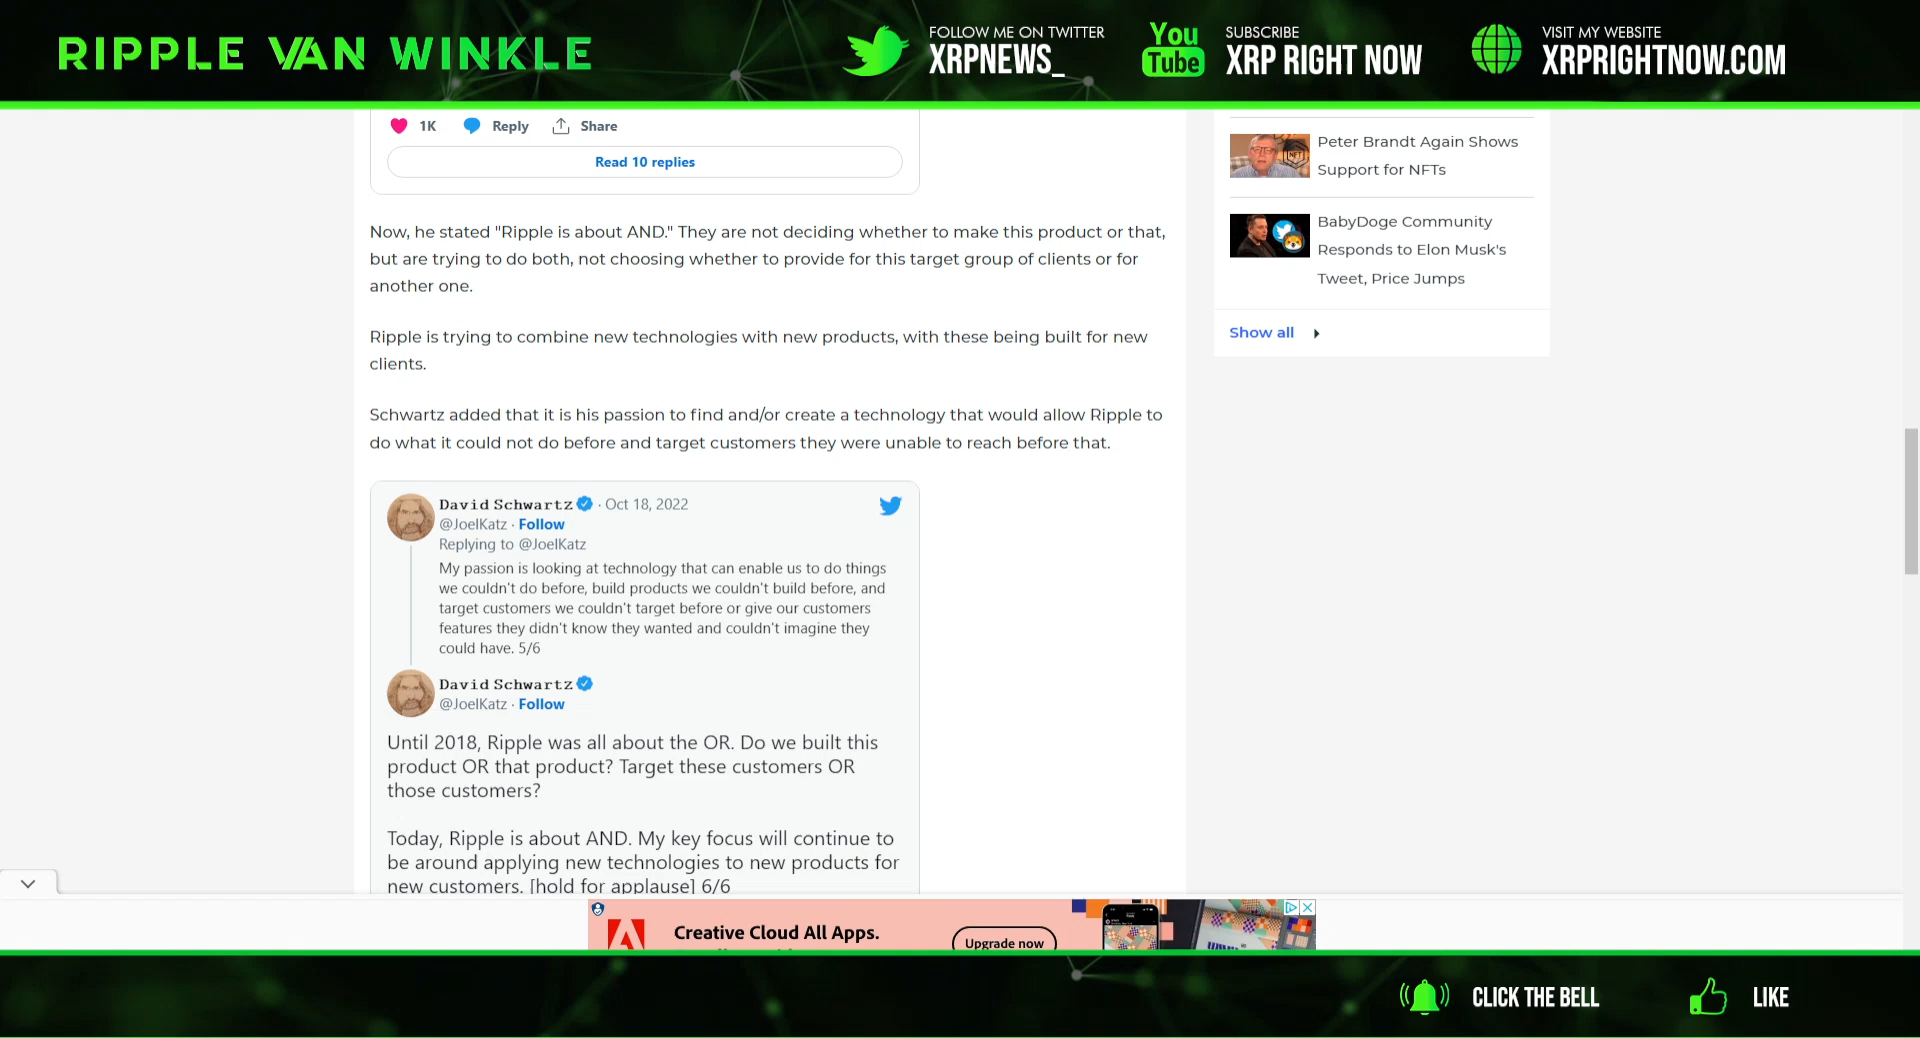 RIPPLE VAN WINKLE
FOLLOW ME ON TWITTER
XRPNEWS_
You
Tube
SUBSCRIBE
XRP RIGHT NOW
VISIT MY WEBSITE
XRPRIGHTNOW.COM
1K Reply Share
Read 10 replies
Now, he stated "Ripple is about AND." They are not deciding whether to make this product or that,
but are trying to do both, not choosing whether to provide for this target group of clients or for
another one.
Ripple is trying to combine new technologies with new products, with these being built for new
clients.
Schwartz added that it is his passion to find and/or create a technology that would allow Ripple to
do what it could not do before and target customers they were unable to reach before that.
David Schwartz · Oct 18, 2022
@JoelKatz · Follow
Replying to @JoelKatz
My passion is looking at technology that can enable us to do things
we couldn't do before, build products we couldn't build before, and
target customers we couldn't target before or give our customers
features they didn't know they wanted and couldn't imagine they
could have. 5/6
David Schwartz
@JoelKatz · Follow
Until 2018, Ripple was all about the OR. Do we built this
product OR that product? Target these customers OR
those customers?
Today, Ripple is about AND. My key focus will continue to
be around applying new technologies to new products for
new customers. [hold for applause] 6/6
Peter Brandt Again Shows
Support for NFTs
NFT
BabyDoge Community
Responds to Elon Musk's
Tweet, Price Jumps
Show all
Creative Cloud All Apps.
Upgrade now
CLICK THE BELL
LIKE